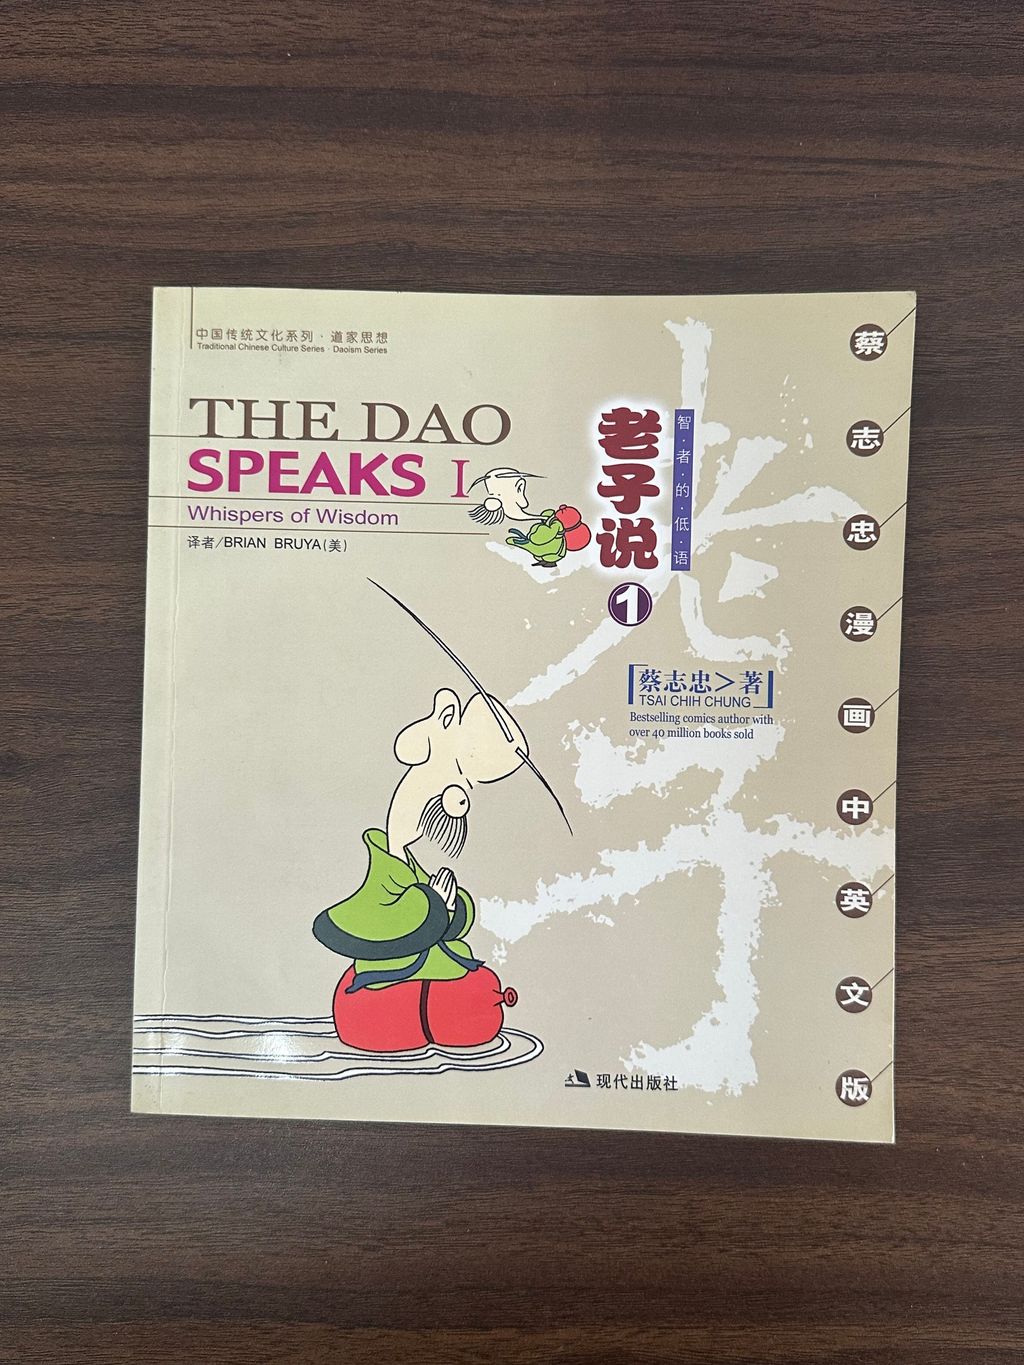 中国传统文化系列·道家思想
Traditional Chinese Culture Series · Daoism Series
THE DAO
SPEAKS I
Whispers of Wisdom
译者/BRIAN BRUYA(美)
老子说
1
智·者·的·低·语
蔡志忠>著
TSAI CHIH CHUNG
Bestselling comics author with
over 40 million books sold
蔡志忠漫画中英文版
老子
现代出版社